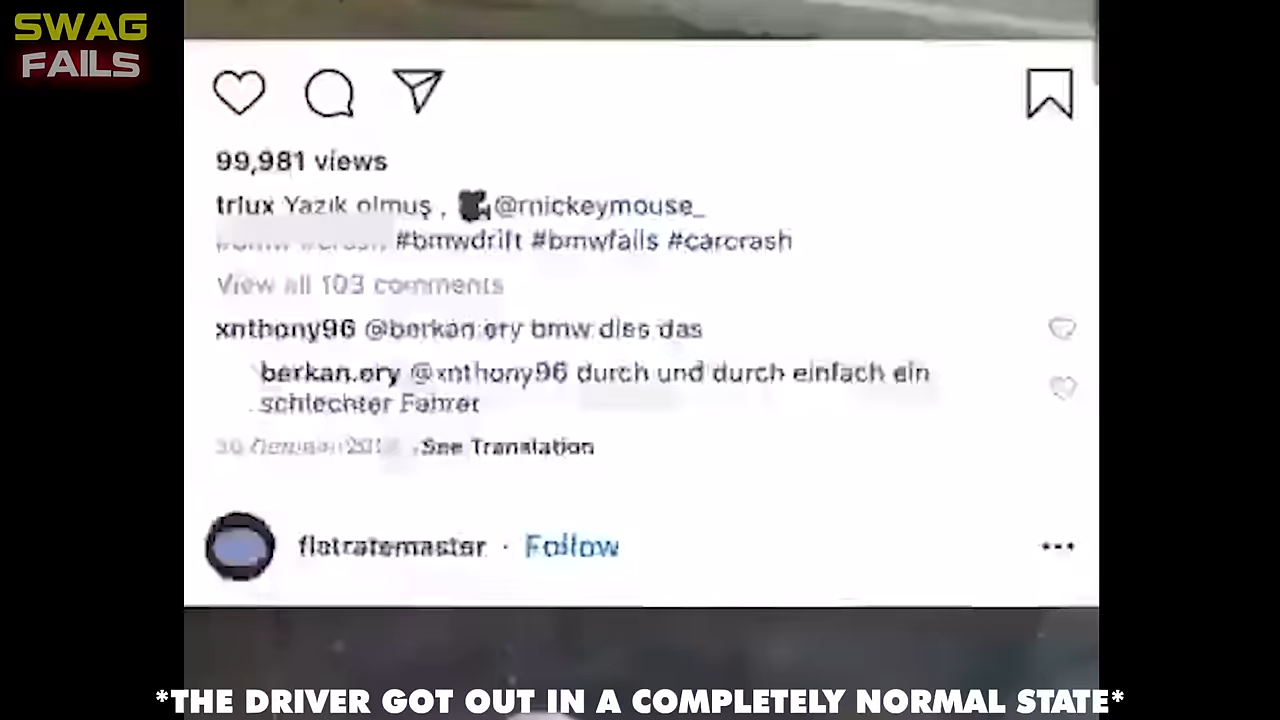 SWAG
FAILS
99,981 views
trlux Yazık olmuş , @mickeymouse_
#bmwdrift #bmwfails #carcrash
View all 103 comments
xnthony96 @berkan.ery bmw dies das
berkan.ery @xnthony96 durch und durch einfach ein
schlechter Fahrer
See Translation
flatratemaster · Follow
*THE DRIVER GOT OUT IN A COMPLETELY NORMAL STATE*